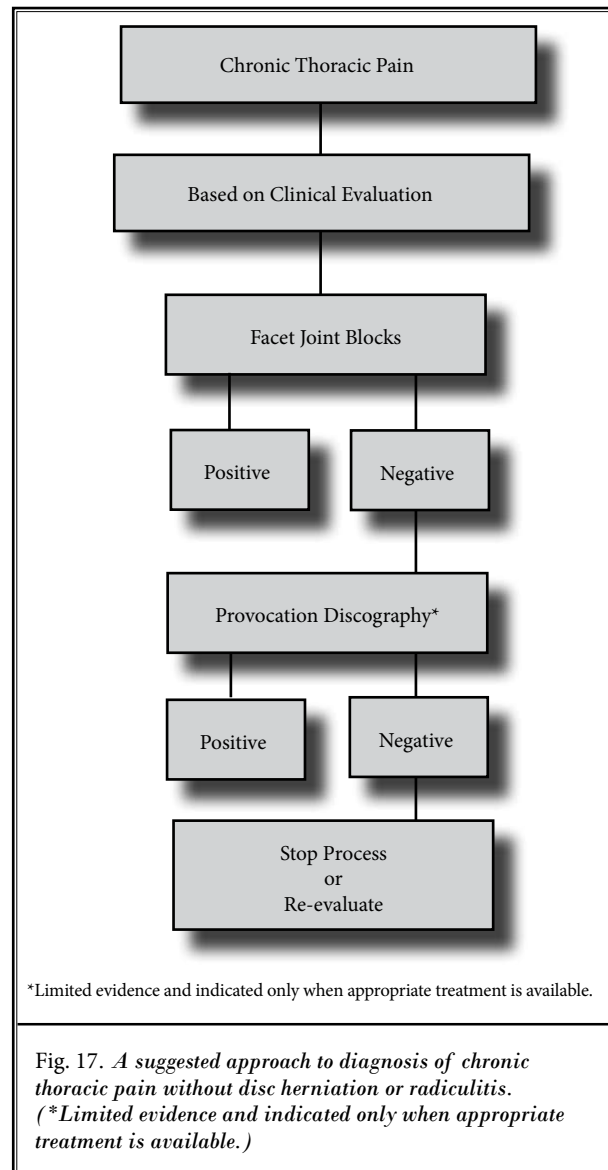 Chronic Thoracic Pain
Based on Clinical Evaluation
Facet Joint Blocks
Positive
Negative
Provocation Discography*
Positive
Negative
Stop Process
or
Re-evaluate
*Limited evidence and indicated only when appropriate treatment is available.
Fig. 17. A suggested approach to diagnosis of chronic
thoracic pain without disc herniation or radiculitis.
(*Limited evidence and indicated only when appropriate
treatment is available.)